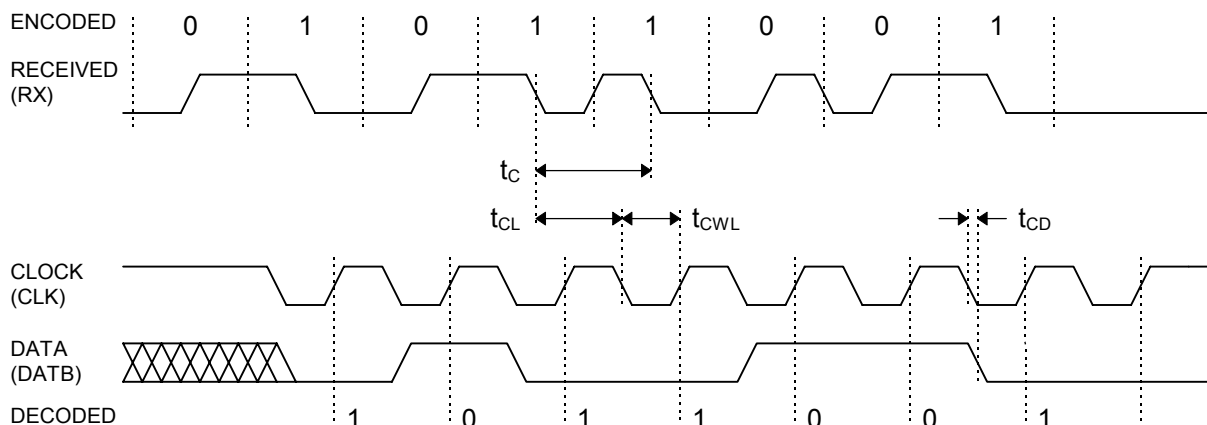 ENCODED 0 1 0 1 1 0 0 1
RECEIVED
(RX)
tC
tCL tCWL tCD
CLOCK
(CLK)
DATA
(DATB)
DECODED 1 0 1 1 0 0 1